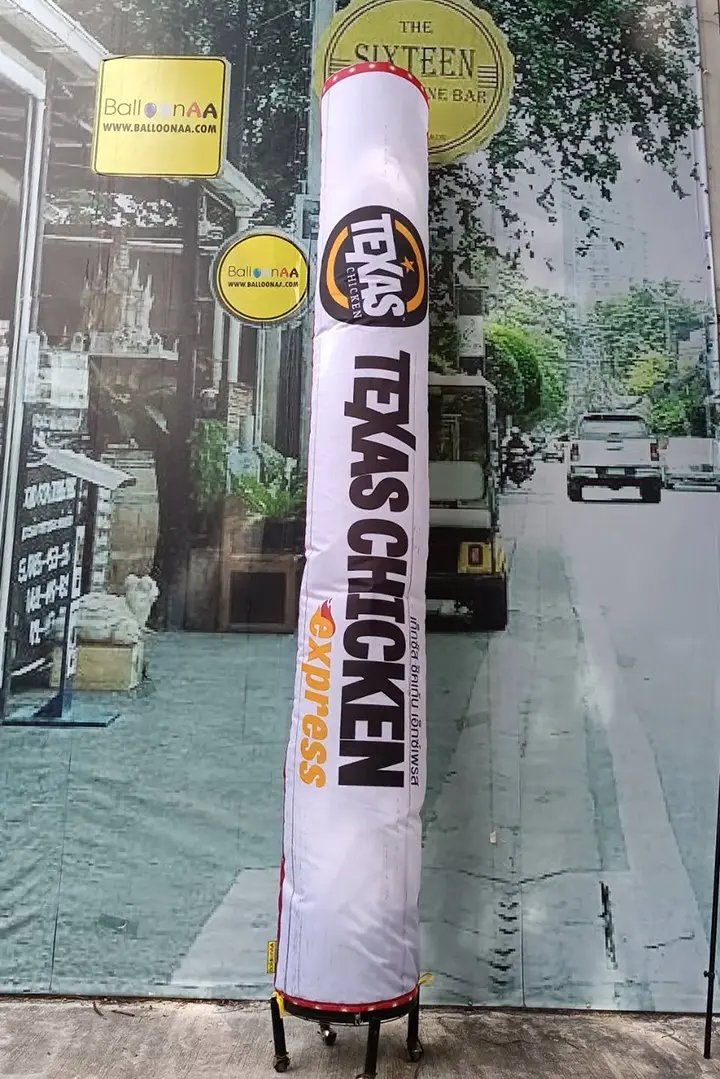 THE
SIXTEEN
NE BAR
BalloonAA
WWW.BALLOONAA.COM
BalloonAA
WWW.BALLOONAA.COM
TEXAS
CHICKEN
TEXAS CHICKEN
express
เท็กซัส ชิคเก้น เอ็กซ์เพรส